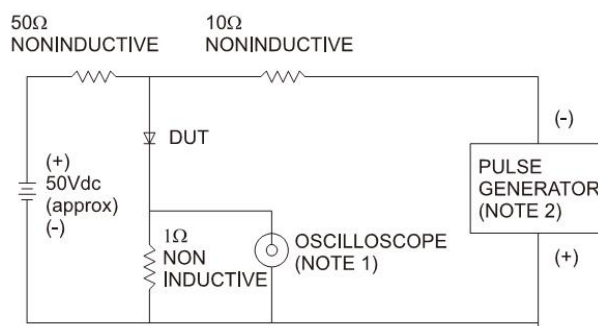 50Ω
NONINDUCTIVE
10Ω
NONINDUCTIVE
DUT
(+)
50Vdc
(approx)
(-)
1Ω
NON
INDUCTIVE
OSCILLOSCOPE
(NOTE 1)
(-)
PULSE
GENERATOR
(NOTE 2)
(+)